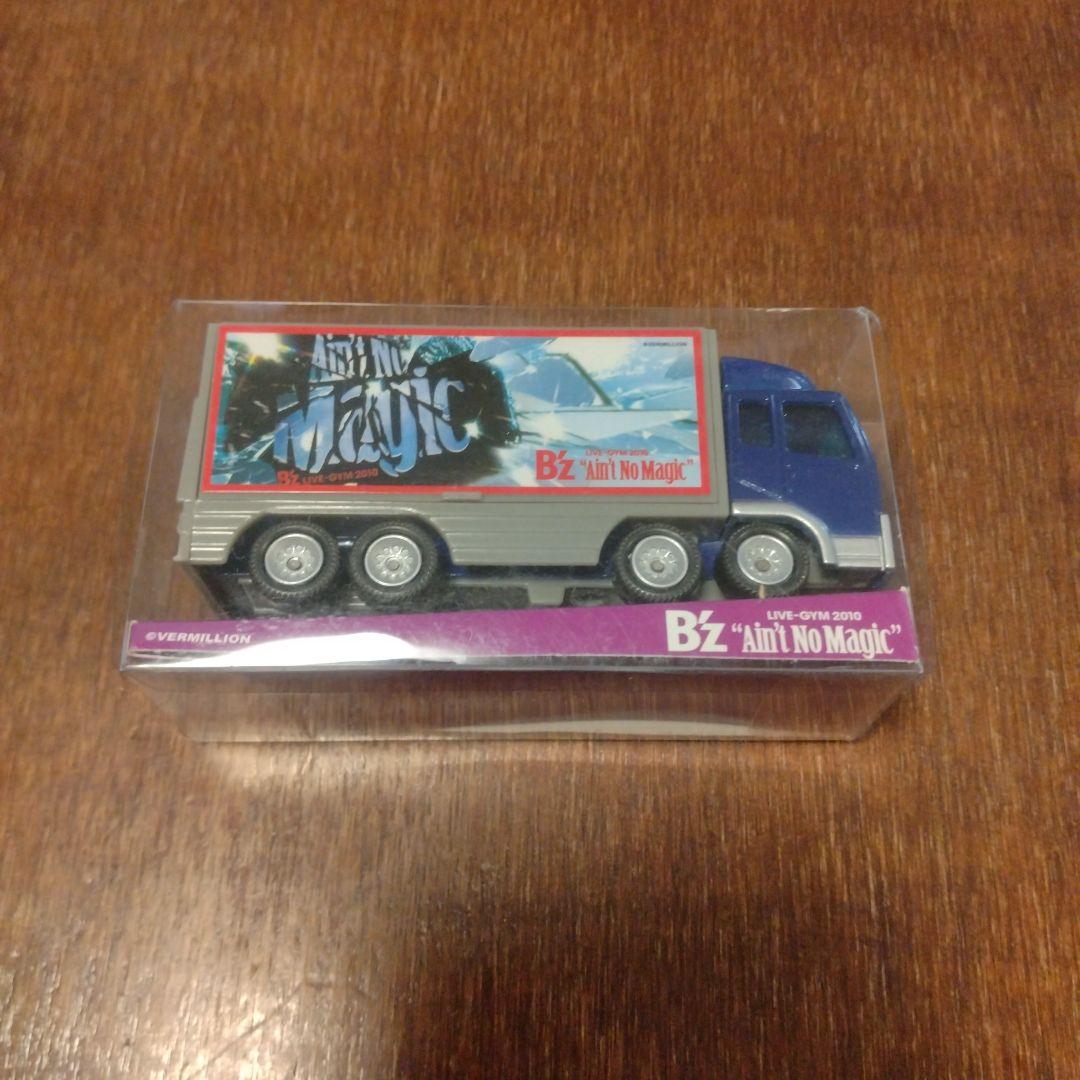 Ain't No
Magic
B'z LIVE-GYM 2010
©VERMILLION
LIVE-GYM 2010
B'z "Ain't No Magic"
©VERMILLION
LIVE-GYM 2010
B'z "Ain't No Magic"